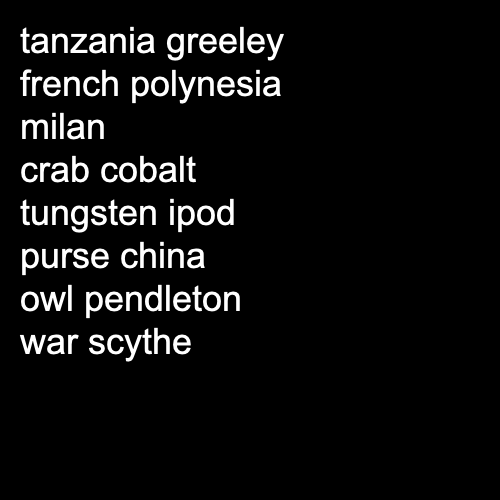 tanzania greeley
french polynesia
milan
crab cobalt
tungsten ipod
purse china
owl pendleton
war scythe